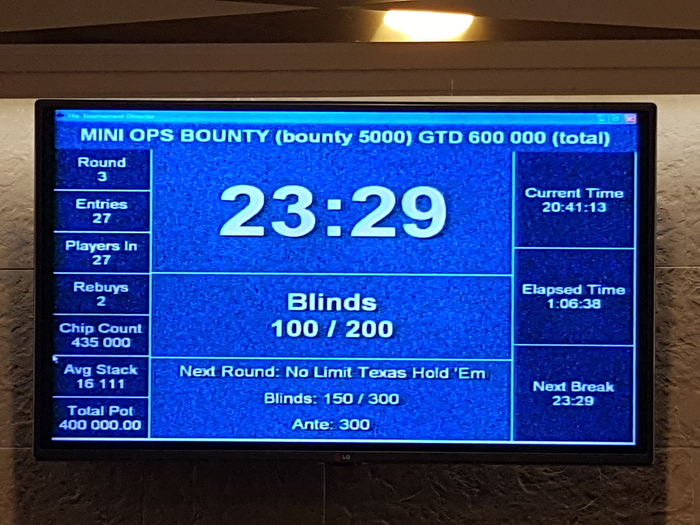 The Tournament Director
MINI OPS BOUNTY (bounty 5000) GTD 600 000 (total)
Round
3
Entries
27
Players In
27
Rebuys
2
Chip Count
435 000
Avg Stack
16 111
Total Pot
400 000.00
23:29
Blinds
100 / 200
Next Round: No Limit Texas Hold 'Em
Blinds: 150 / 300
Ante: 300
Current Time
20:41:13
Elapsed Time
1:06:38
Next Break
23:29
LG